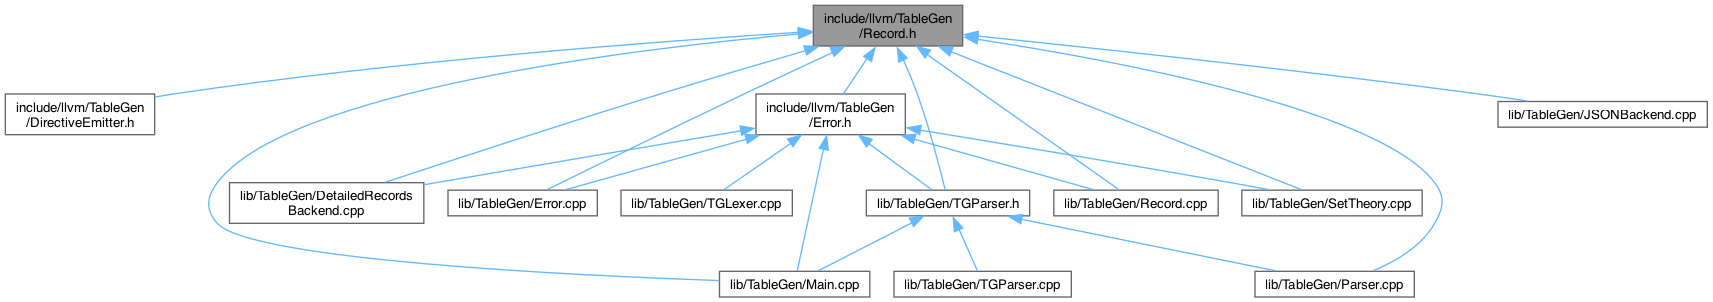 include/llvm/TableGen
/Record.h
include/llvm/TableGen
/DirectiveEmitter.h
include/llvm/TableGen
/Error.h
lib/TableGen/JSONBackend.cpp
lib/TableGen/DetailedRecords
Backend.cpp
lib/TableGen/Error.cpp
lib/TableGen/TGLexer.cpp
lib/TableGen/TGParser.h
lib/TableGen/Record.cpp
lib/TableGen/SetTheory.cpp
lib/TableGen/Main.cpp
lib/TableGen/TGParser.cpp
lib/TableGen/Parser.cpp